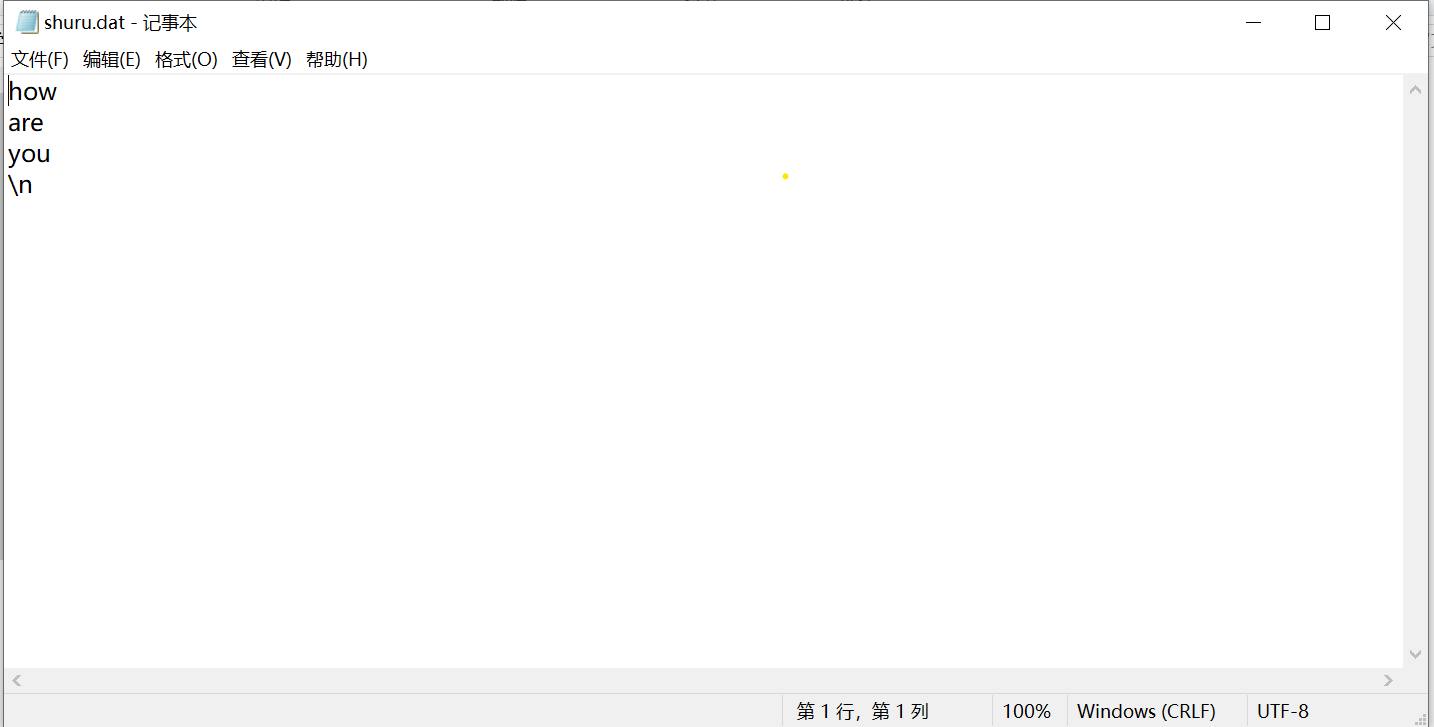 shuru.dat - 记事本
文件(F) 编辑(E) 格式(O) 查看(V) 帮助(H)
how
are
you
\n
第 1 行，第 1 列 100% Windows (CRLF) UTF-8